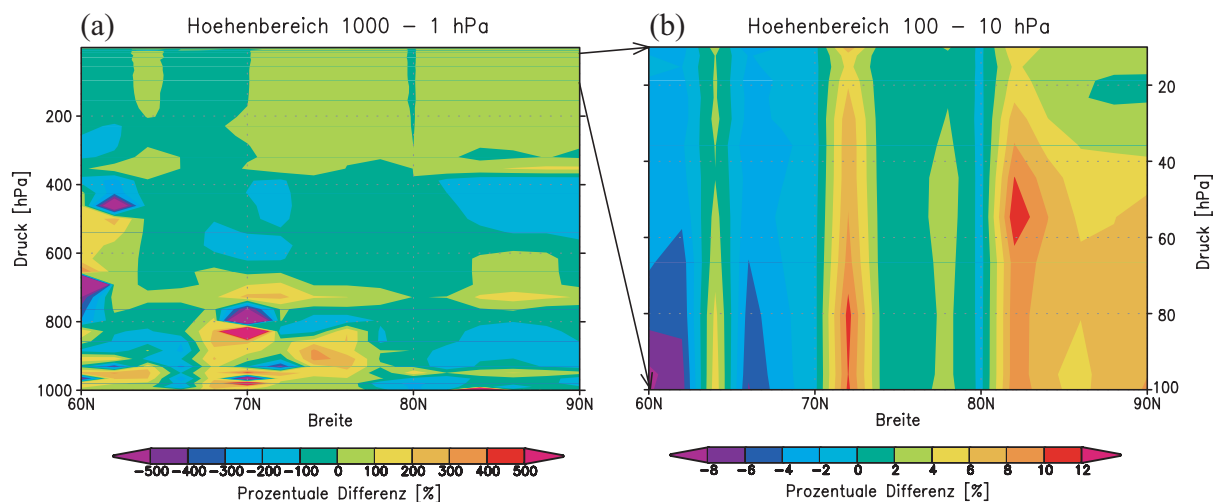 (a) Hoehenbereich 1000 – 1 hPa
Druck [hPa]
200
400
600
800
1000
60N 70N 80N 90N
Breite
−500 −400 −300 −200 −100 0 100 200 300 400 500
Prozentuale Differenz [%]
(b) Hoehenbereich 100 – 10 hPa
20
40
60
80
100
Druck [hPa]
60N 70N 80N 90N
Breite
−8 −6 −4 −2 0 2 4 6 8 10 12
Prozentuale Differenz [%]